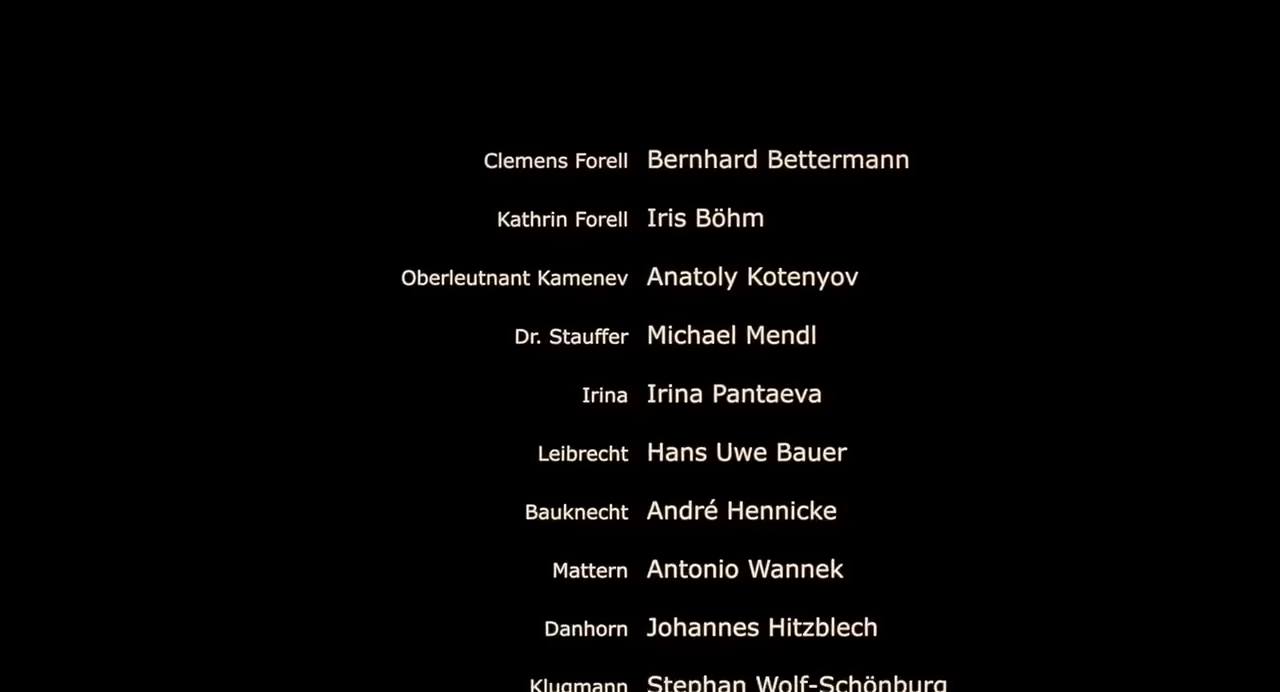 Clemens Forell Bernhard Bettermann
Kathrin Forell Iris Böhm
Oberleutnant Kamenev Anatoly Kotenyov
Dr. Stauffer Michael Mendl
Irina Irina Pantaeva
Leibrecht Hans Uwe Bauer
Bauknecht André Hennicke
Mattern Antonio Wannek
Danhorn Johannes Hitzblech
Klugmann Stephan Wolf-Schönburg